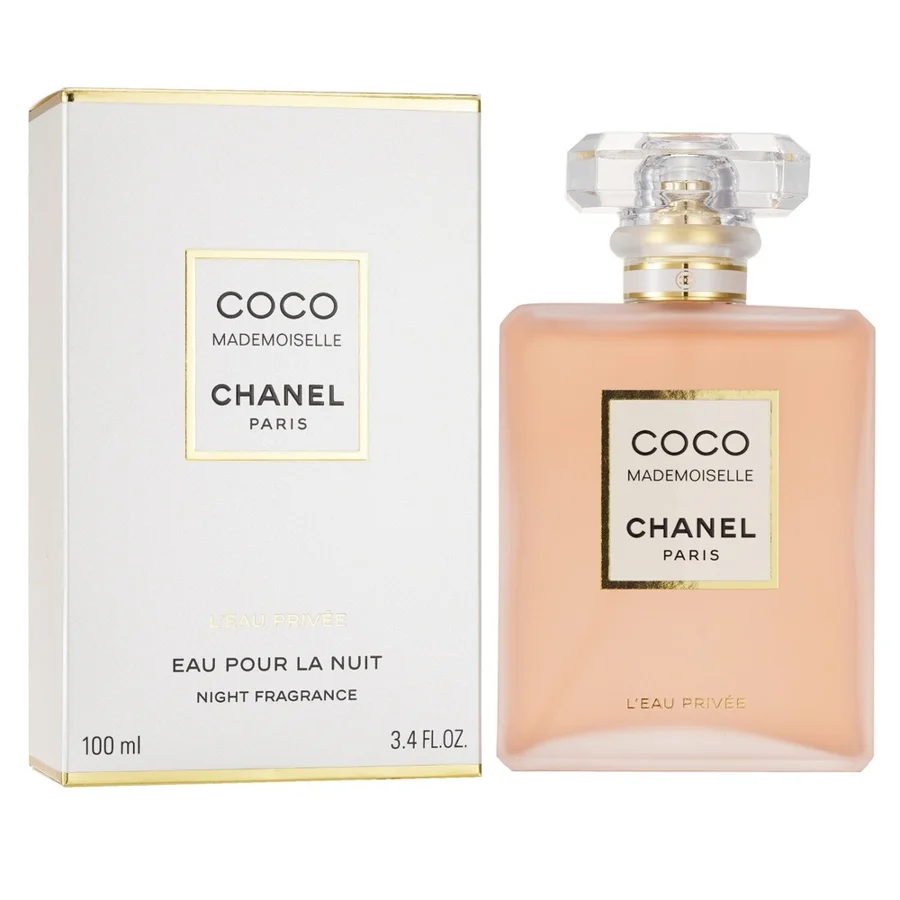 COCO
MADEMOISELLE
CHANEL
PARIS
L'EAU PRIVÉE
EAU POUR LA NUIT
NIGHT FRAGRANCE
100 ml
3.4 FL.OZ.
COCO
MADEMOISELLE
CHANEL
PARIS
L'EAU PRIVÉE